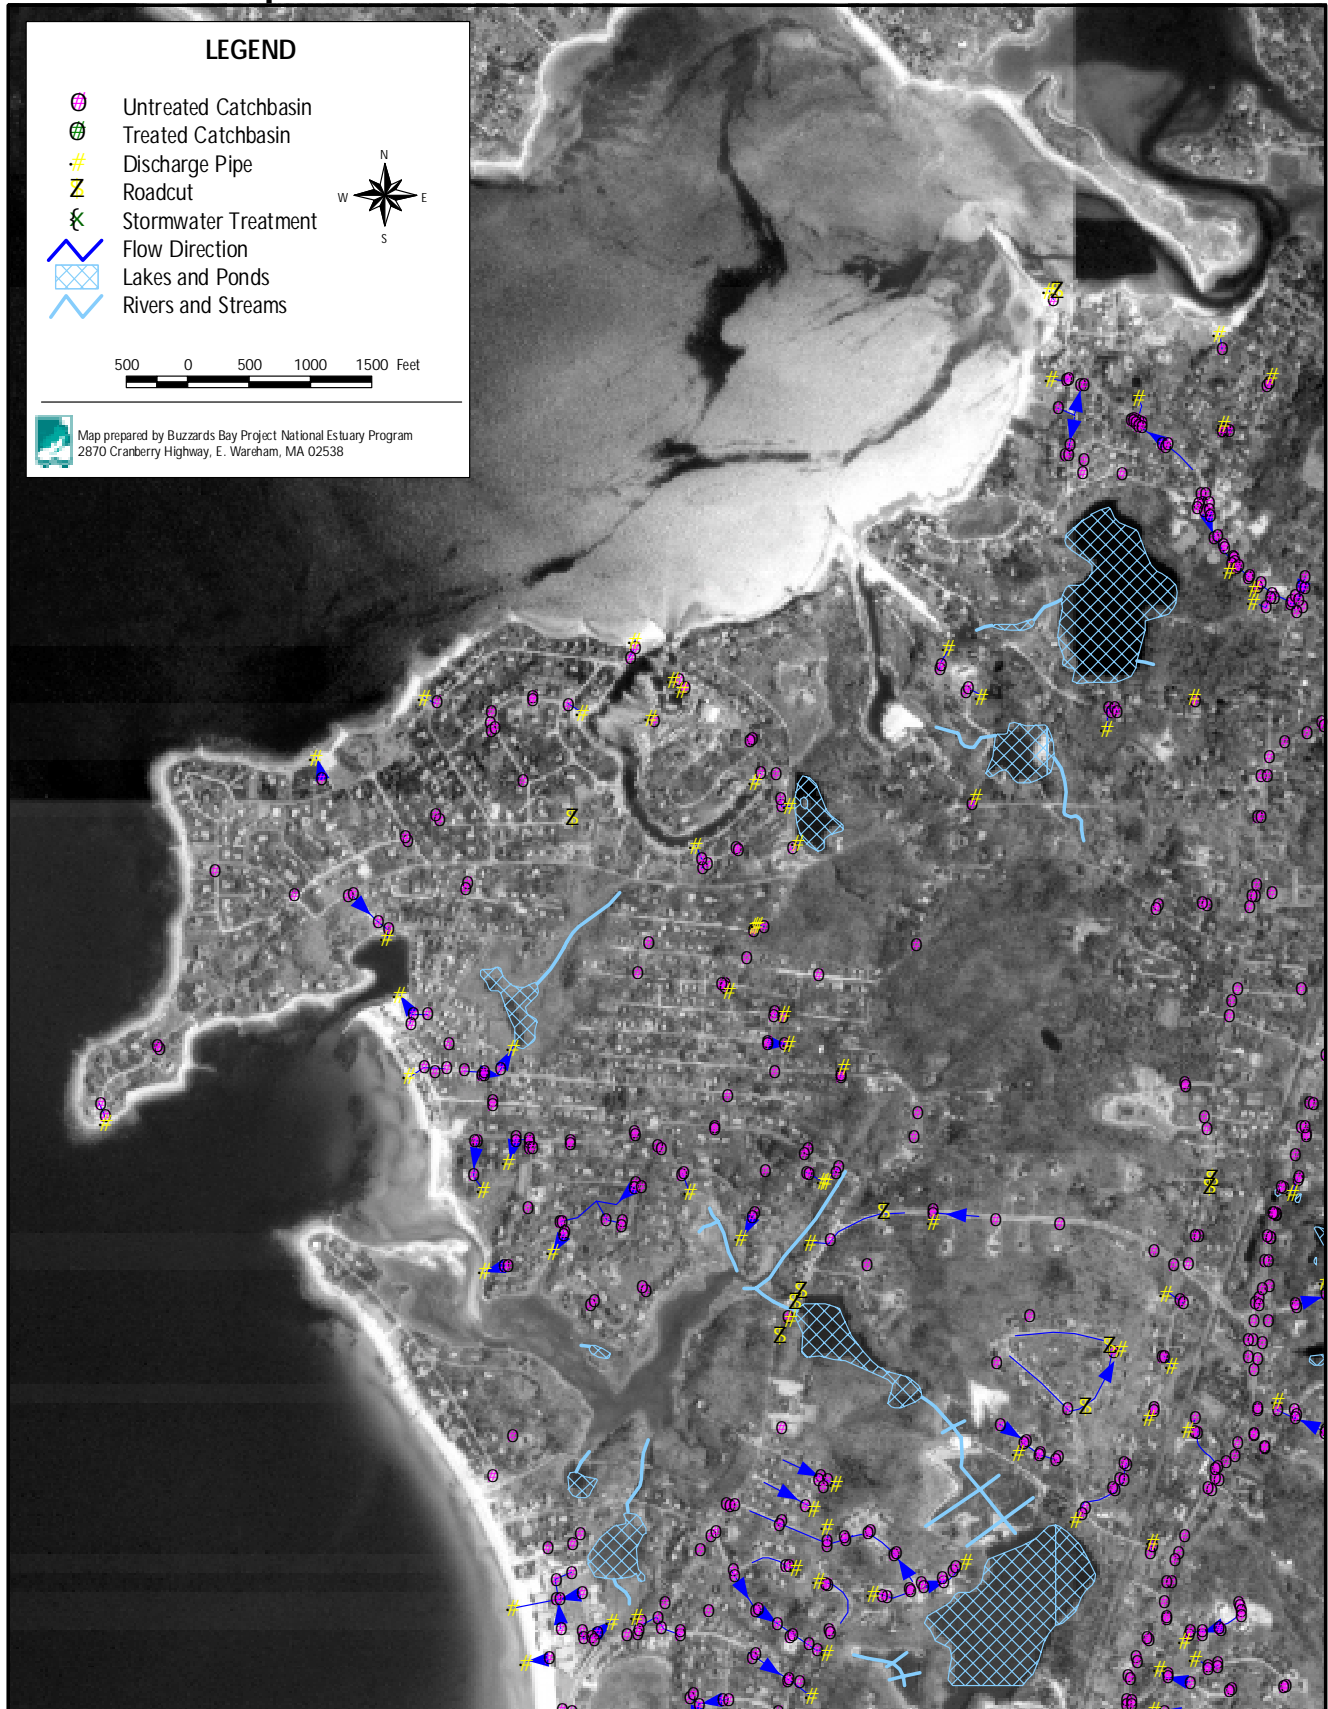 LEGEND
Untreated Catchbasin
Treated Catchbasin
Discharge Pipe
Roadcut
Stormwater Treatment
Flow Direction
Lakes and Ponds
Rivers and Streams
N
W E
S
500 0 500 1000 1500 Feet
Map prepared by Buzzards Bay Project National Estuary Program
2870 Cranberry Highway, E. Wareham, MA 02538